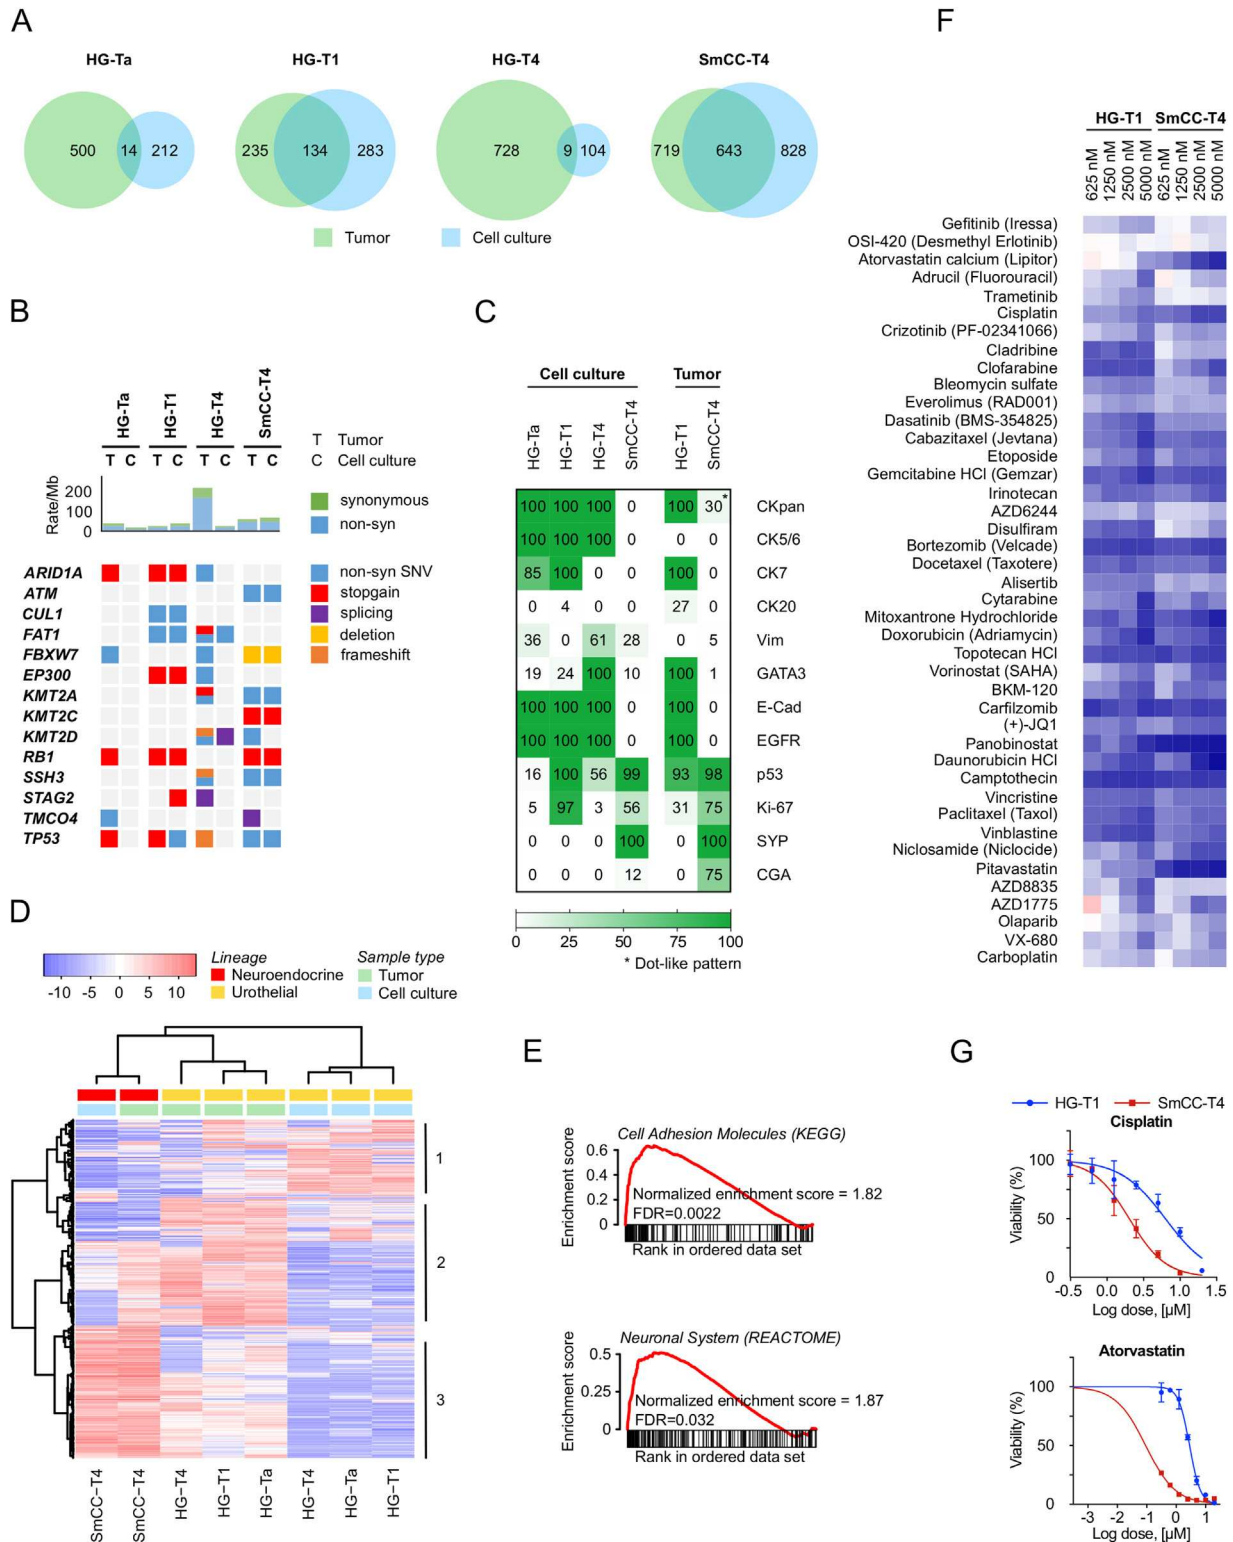 A
HG-Ta
HG-T1
HG-T4
SmCC-T4
500 14 212
235 134 283
728 9 104
719 643 828
Tumor
Cell culture
B
HG-Ta
HG-T1
HG-T4
SmCC-T4
T C T C T C T C
T Tumor
C Cell culture
Rate/Mb
200
100
0
synonymous
non-syn
ARID1A
ATM
CUL1
FAT1
FBXW7
EP300
KMT2A
KMT2C
KMT2D
RB1
SSH3
STAG2
TMCO4
TP53
non-syn SNV
stopgain
splicing
deletion
frameshift
C
Cell culture Tumor
HG-Ta
HG-T1
HG-T4
SmCC-T4
HG-T1
SmCC-T4
100 100 100 0 100 30* CKpan
100 100 100 0 0 0 CK5/6
85 100 0 0 100 0 CK7
0 4 0 0 27 0 CK20
36 0 61 28 0 5 Vim
19 24 100 10 100 1 GATA3
100 100 100 0 100 0 E-Cad
100 100 100 0 100 0 EGFR
16 100 56 99 93 98 p53
5 97 3 56 31 75 Ki-67
0 0 0 100 0 100 SYP
0 0 0 12 0 75 CGA
0 25 50 75 100
* Dot-like pattern
D
-10 -5 0 5 10
Lineage
Neuroendocrine
Urothelial
Sample type
Tumor
Cell culture
1
2
3
SmCC-T4
SmCC-T4
HG-T4
HG-T1
HG-Ta
HG-T4
HG-Ta
HG-T1
E
Cell Adhesion Molecules (KEGG)
Enrichment score
0.6
0.4
0.2
0
Normalized enrichment score = 1.82
FDR=0.0022
Rank in ordered data set
Neuronal System (REACTOME)
Enrichment score
0.5
0.25
0
Normalized enrichment score = 1.87
FDR=0.032
Rank in ordered data set
F
HG-T1 SmCC-T4
625 nM
1250 nM
2500 nM
5000 nM
625 nM
1250 nM
2500 nM
5000 nM
Gefitinib (Iressa)
OSI-420 (Desmethyl Erlotinib)
Atorvastatin calcium (Lipitor)
Adrucil (Fluorouracil)
Trametinib
Cisplatin
Crizotinib (PF-02341066)
Cladribine
Clofarabine
Bleomycin sulfate
Everolimus (RAD001)
Dasatinib (BMS-354825)
Cabazitaxel (Jevtana)
Etoposide
Gemcitabine HCl (Gemzar)
Irinotecan
AZD6244
Disulfiram
Bortezomib (Velcade)
Docetaxel (Taxotere)
Alisertib
Cytarabine
Mitoxantrone Hydrochloride
Doxorubicin (Adriamycin)
Topotecan HCl
Vorinostat (SAHA)
BKM-120
Carfilzomib
(+)-JQ1
Panobinostat
Daunorubicin HCl
Camptothecin
Vincristine
Paclitaxel (Taxol)
Vinblastine
Niclosamide (Niclocide)
Pitavastatin
AZD8835
AZD1775
Olaparib
VX-680
Carboplatin
G
HG-T1 SmCC-T4
Cisplatin
Viability (%)
100
50
0
-0.5 0.0 0.5 1.0 1.5
Log dose, [µM]
Atorvastatin
Viability (%)
100
50
0
-3 -2 -1 0 1
Log dose, [µM]